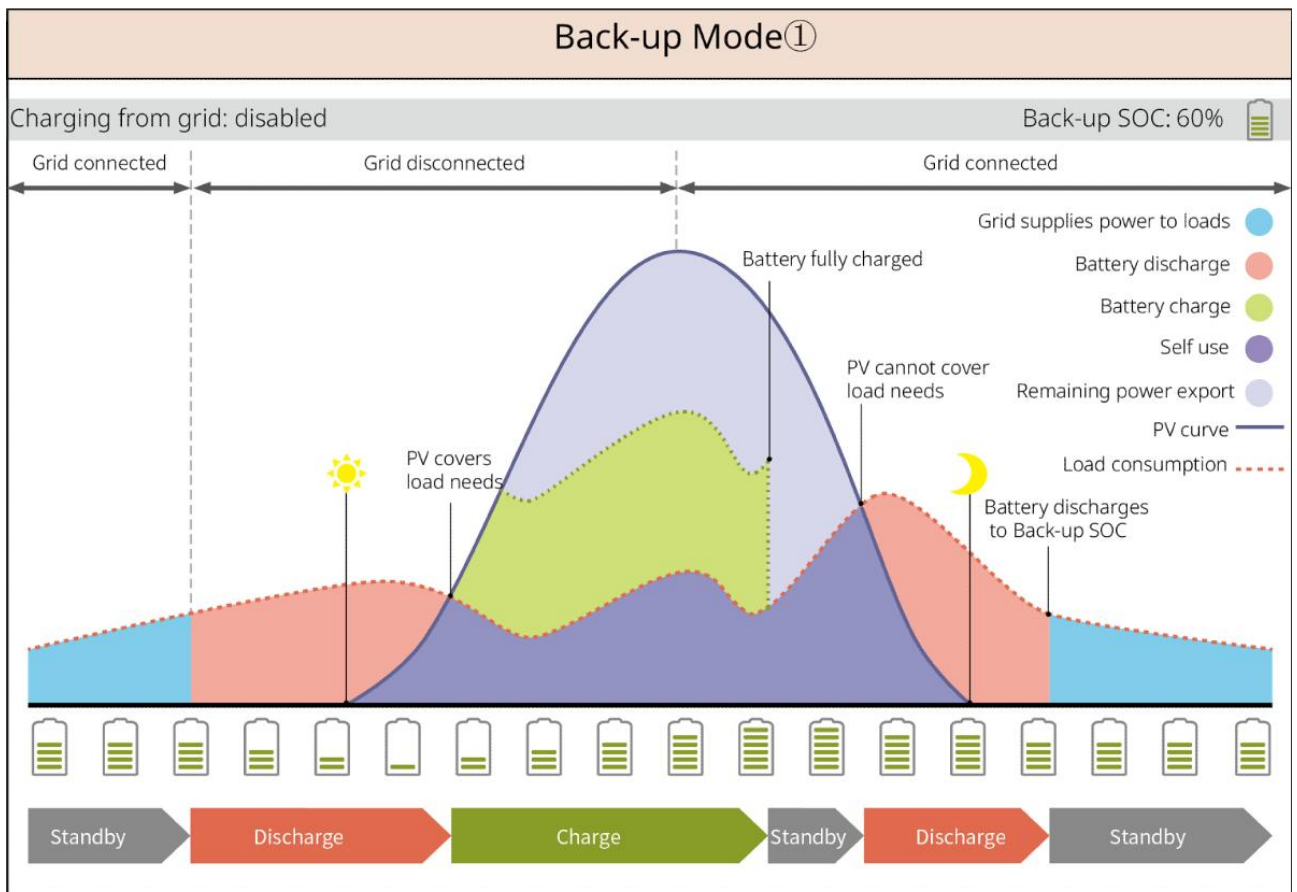 Back-up Mode①
Charging from grid: disabled
Back-up SOC: 60%
Grid connected
Grid disconnected
Grid connected
Grid supplies power to loads
Battery discharge
Battery charge
Self use
Remaining power export
PV curve
Load consumption
Battery fully charged
PV cannot cover
load needs
PV covers
load needs
Battery discharges
to Back-up SOC
Standby
Discharge
Charge
Standby
Discharge
Standby